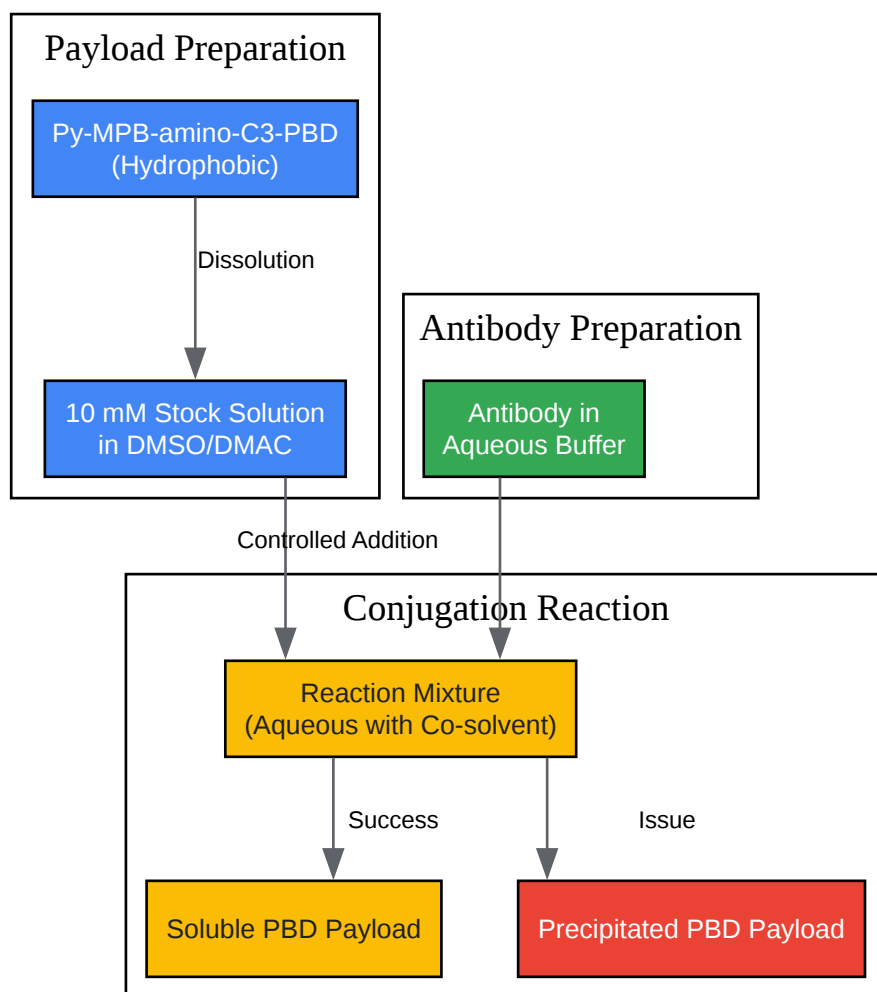 Payload Preparation
Py-MPB-amino-C3-PBD
(Hydrophobic)
Dissolution
10 mM Stock Solution
in DMSO/DMAC
Antibody Preparation
Antibody in
Aqueous Buffer
Controlled Addition
Conjugation Reaction
Reaction Mixture
(Aqueous with Co-solvent)
Success
Issue
Soluble PBD Payload
Precipitated PBD Payload